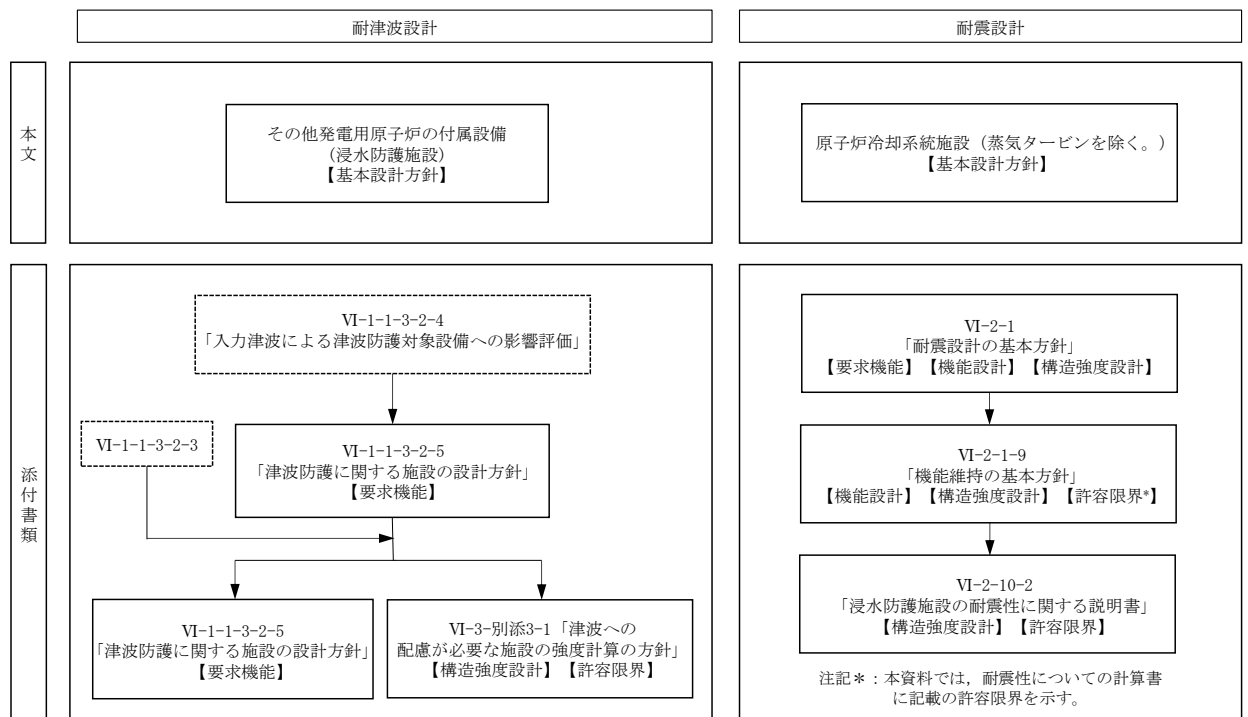 耐津波設計
耐震設計
本文
その他発電用原子炉の付属設備
(浸水防護施設)
【基本設計方針】
原子炉冷却系統施設（蒸気タービンを除く。）
【基本設計方針】
添付書類
VI-1-1-3-2-4
「入力津波による津波防護対象設備への影響評価」
VI-1-1-3-2-3
VI-1-1-3-2-5
「津波防護に関する施設の設計方針」
【要求機能】
VI-1-1-3-2-5
「津波防護に関する施設の設計方針」
【要求機能】
VI-3-別添3-1「津波への
配慮が必要な施設の強度計算の方針」
【構造強度設計】【許容限界】
VI-2-1
「耐震設計の基本方針」
【要求機能】【機能設計】【構造強度設計】
VI-2-1-9
「機能維持の基本方針」
【機能設計】【構造強度設計】【許容限界*】
VI-2-10-2
「浸水防護施設の耐震性に関する説明書」
【構造強度設計】【許容限界】
注記＊：本資料では，耐震性についての計算書
に記載の許容限界を示す。